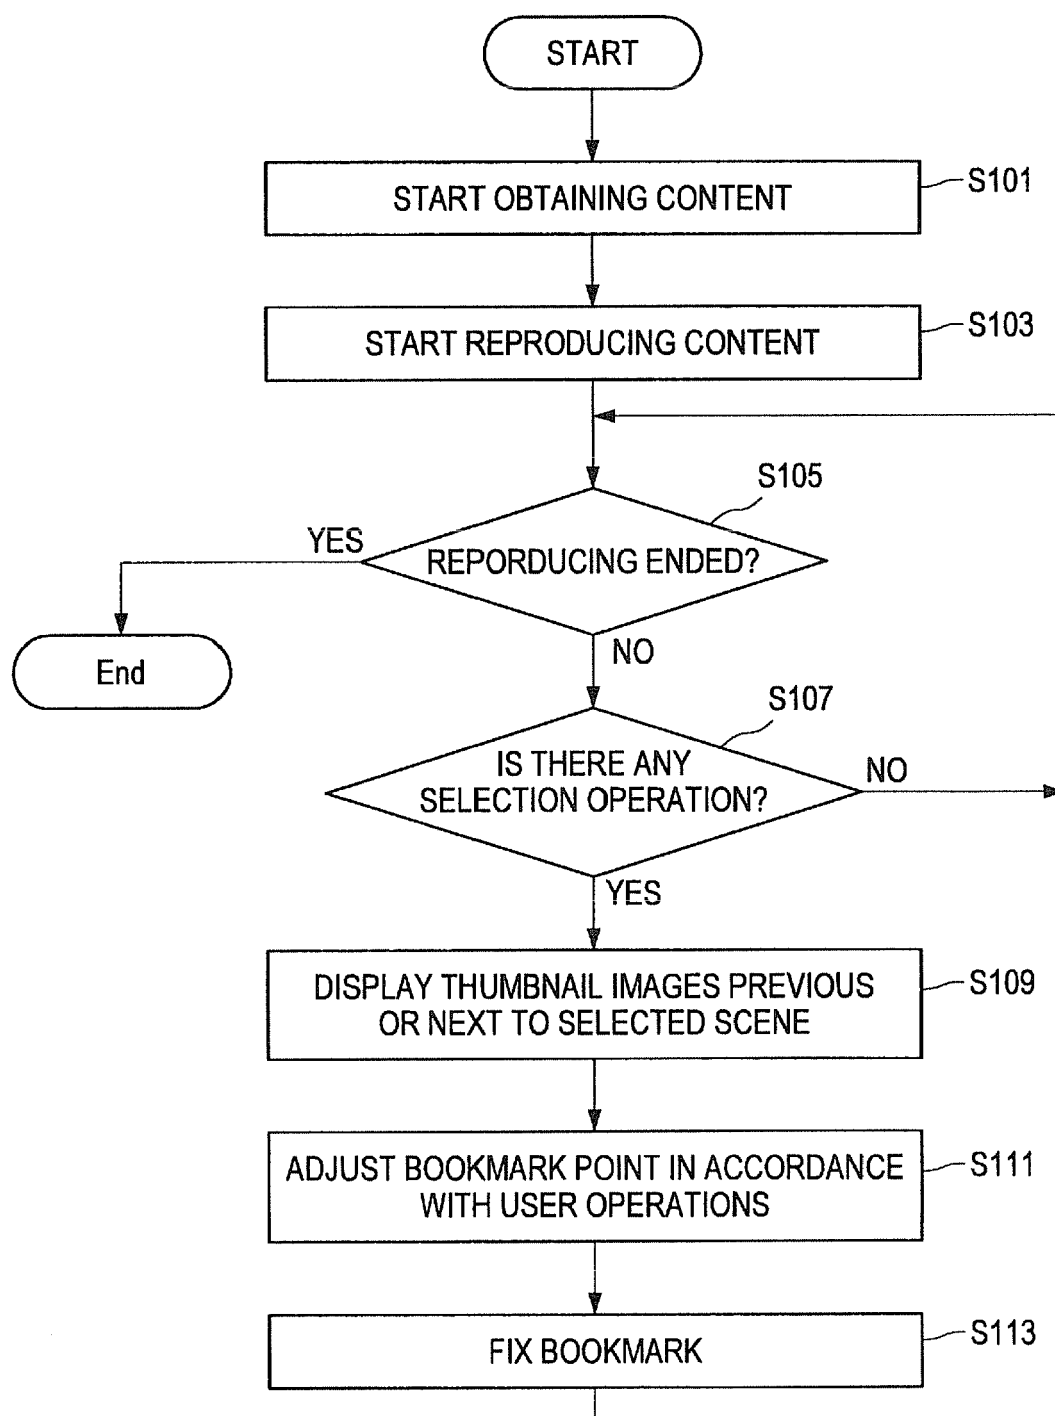 START
START OBTAINING CONTENT
S101
START REPRODUCING CONTENT
S103
S105
YES
REPORDUCING ENDED?
End
NO
S107
IS THERE ANY
SELECTION OPERATION?
NO
YES
DISPLAY THUMBNAIL IMAGES PREVIOUS
OR NEXT TO SELECTED SCENE
S109
ADJUST BOOKMARK POINT IN ACCORDANCE
WITH USER OPERATIONS
S111
FIX BOOKMARK
S113